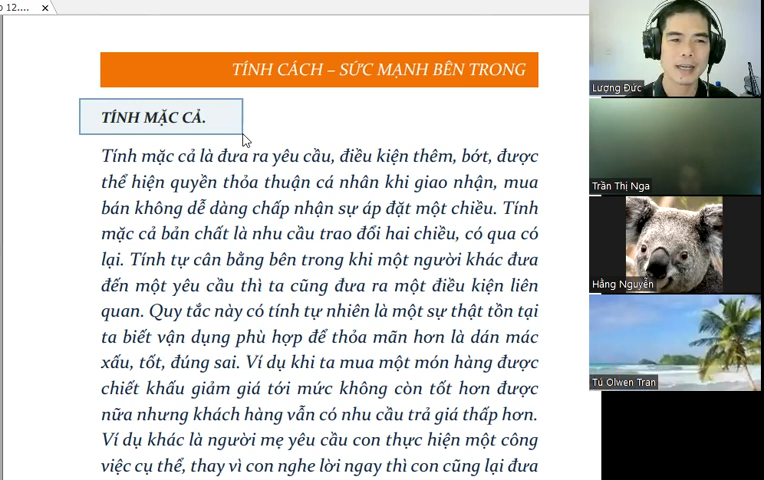 12....
TÍNH CÁCH – SỨC MẠNH BÊN TRONG
TÍNH MẶC CẢ.
Tính mặc cả là đưa ra yêu cầu, điều kiện thêm, bớt, được
thể hiện quyền thỏa thuận cá nhân khi giao nhận, mua
bán không dễ dàng chấp nhận sự áp đặt một chiều. Tính
mặc cả bản chất là nhu cầu trao đổi hai chiều, có qua có
lại. Tính tự cân bằng bên trong khi một người khác đưa
đến một yêu cầu thì ta cũng đưa ra một điều kiện liên
quan. Quy tắc này có tính tự nhiên là một sự thật tồn tại
ta biết vận dụng phù hợp để thỏa mãn hơn là dán mác
xấu, tốt, đúng sai. Ví dụ khi ta mua một món hàng được
chiết khấu giảm giá tới mức không còn tốt hơn được
nữa nhưng khách hàng vẫn có nhu cầu trả giá thấp hơn.
Ví dụ khác là người mẹ yêu cầu con thực hiện một công
việc cụ thể, thay vì con nghe lời ngay thì con cũng lại đưa
Lượng Đức
Trần Thị Nga
Hằng Nguyễn
Tú Olwen Tran